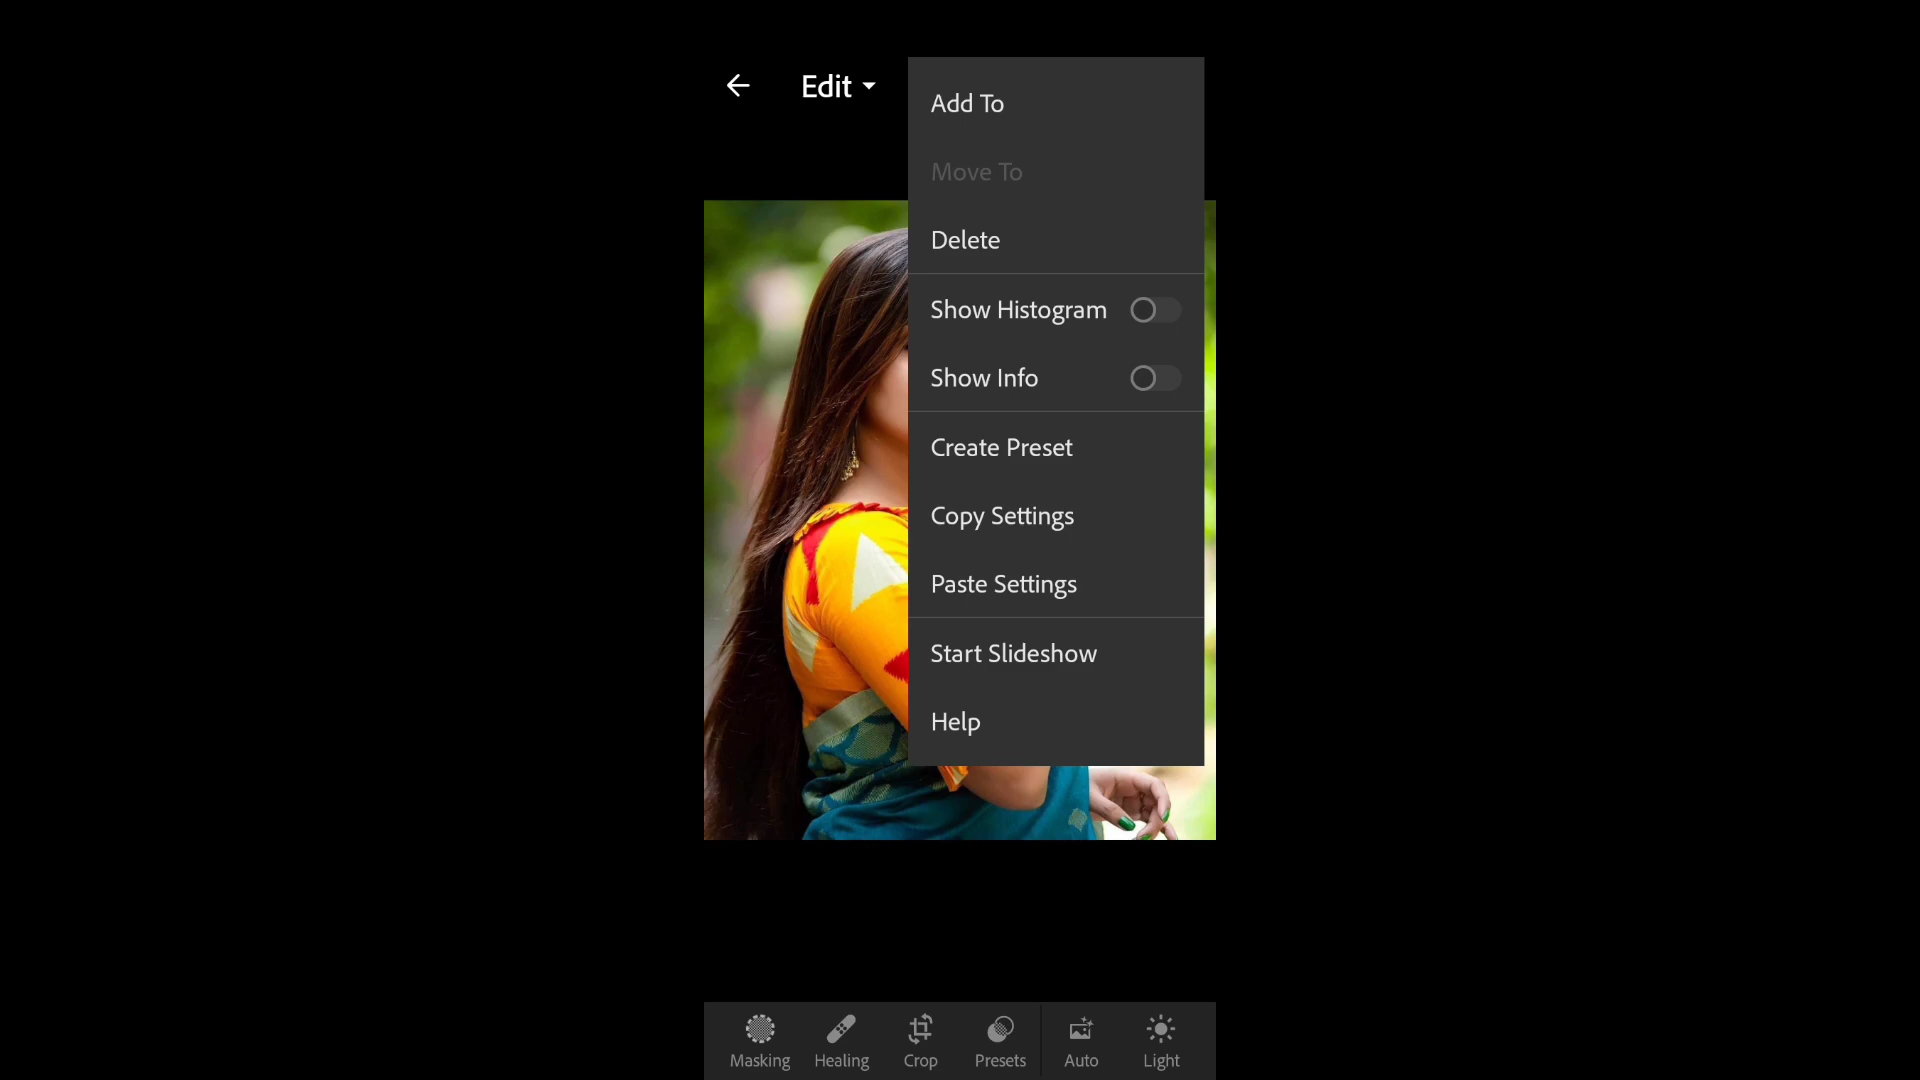 Edit
Add To
Move To
Delete
Show Histogram
Show Info
Create Preset
Copy Settings
Paste Settings
Start Slideshow
Help
Masking Healing Crop Presets Auto Light